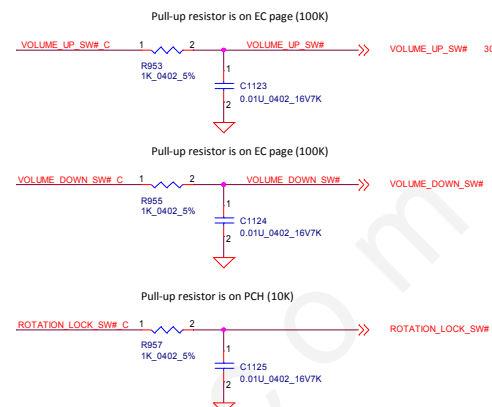 Pull-up resistor is on EC page (100K)
VOLUME_UP_SW#_C 1 2 VOLUME_UP_SW# VOLUME_UP_SW# 30
R953
1K_0402_5%
1
C1123
0.01U_0402_16V7K
2
Pull-up resistor is on EC page (100K)
VOLUME_DOWN_SW#_C 1 2 VOLUME_DOWN_SW# VOLUME_DOWN_SW#
R955
1K_0402_5%
1
C1124
0.01U_0402_16V7K
2
Pull-up resistor is on PCH (10K)
ROTATION_LOCK_SW#_C 1 2 ROTATION_LOCK_SW#
R957
1K_0402_5%
1
C1125
0.01U_0402_16V7K
2
com